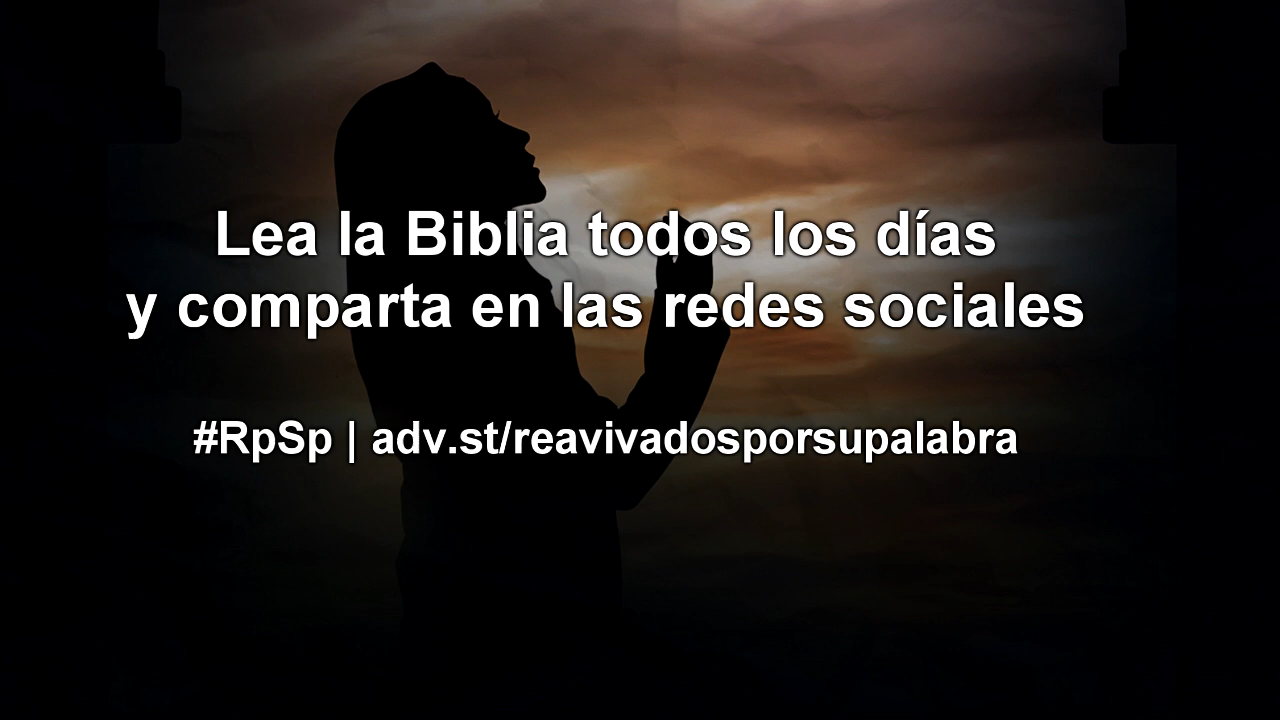 Lea la Biblia todos los días
y comparta en las redes sociales
#RpSp | adv.st/reavivadosporsupalabra